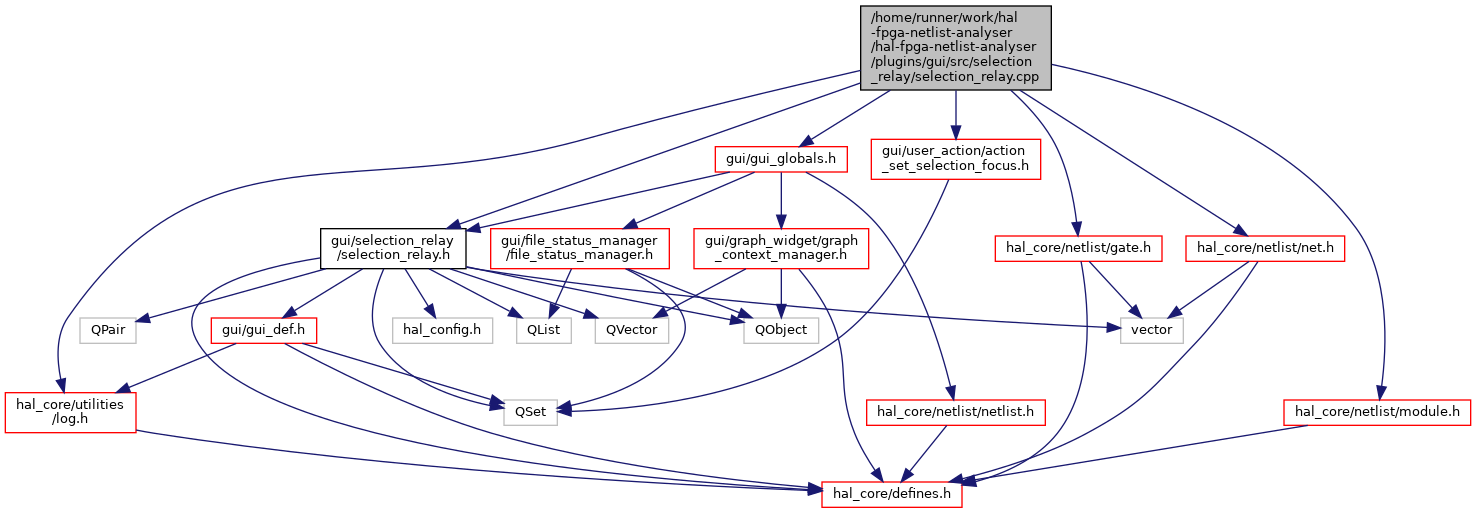 /home/runner/work/hal
-fpga-netlist-analyser
/hal-fpga-netlist-analyser
/plugins/gui/src/selection
_relay/selection_relay.cpp
gui/gui_globals.h
gui/user_action/action
_set_selection_focus.h
gui/selection_relay
/selection_relay.h
gui/file_status_manager
/file_status_manager.h
gui/graph_widget/graph
_context_manager.h
hal_core/netlist/gate.h
hal_core/netlist/net.h
QPair
gui/gui_def.h
hal_config.h
QList
QVector
QObject
vector
hal_core/utilities
/log.h
QSet
hal_core/netlist/netlist.h
hal_core/netlist/module.h
hal_core/defines.h